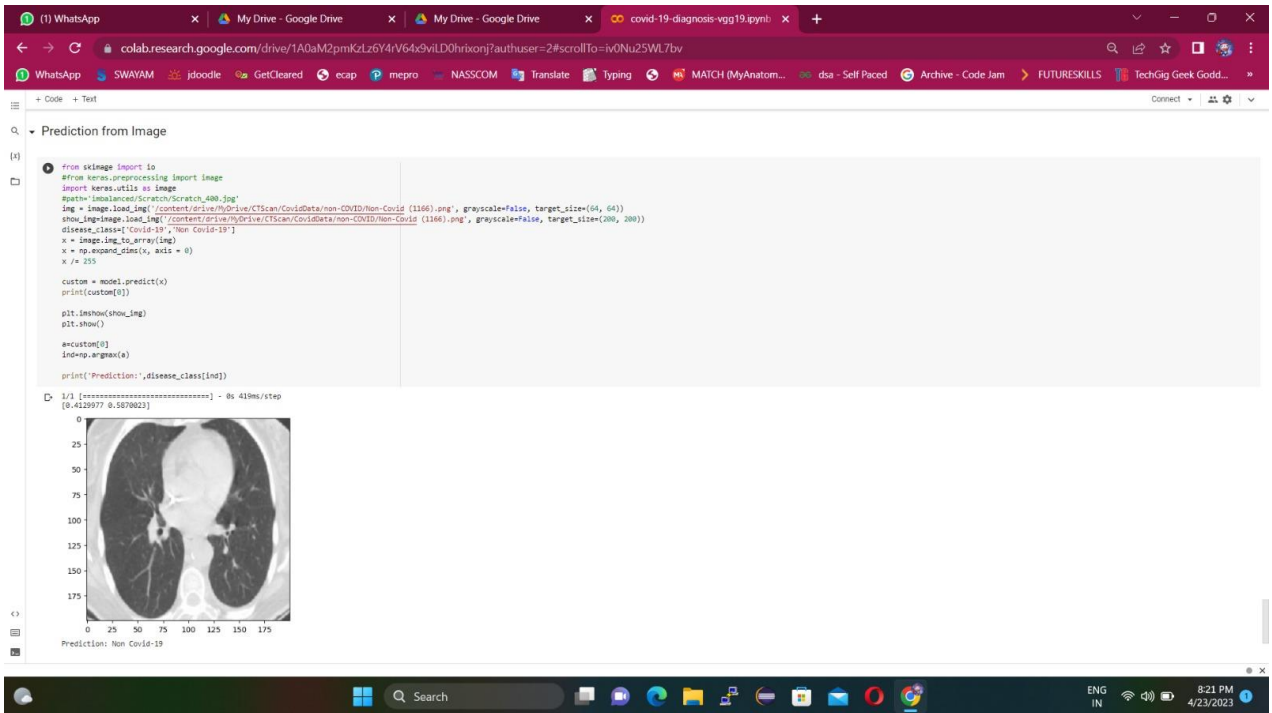 (1) WhatsApp
My Drive - Google Drive
My Drive - Google Drive
covid-19-diagnosis-vgg19.ipynb
colab.research.google.com/drive/1A0aM2pmKzLz6Y4rV64x9viLD0hrixonj?authuser=2#scrollTo=iv0Nu25WL7bv
WhatsApp SWAYAM jdoodle GetCleared ecap mepro NASSCOM Translate Typing MATCH (MyAnatom... dsa - Self Paced Archive - Code Jam FUTURESKILLS TechGig Geek Godd... »
+ Code + Text
Connect
Prediction from Image
{x}
from skimage import io
#from keras.preprocessing import image
import keras.utils as image
#path='imbalanced/Scratch/Scratch_400.jpg'
img = image.load_img('/content/drive/MyDrive/CTScan/CovidData/non-COVID/Non-Covid (1166).png', grayscale=False, target_size=(64, 64))
show_img=image.load_img('/content/drive/MyDrive/CTScan/CovidData/non-COVID/Non-Covid (1166).png', grayscale=False, target_size=(200, 200))
disease_class=['Covid-19','Non Covid-19']
x = image.img_to_array(img)
x = np.expand_dims(x, axis = 0)
x /= 255
custom = model.predict(x)
print(custom[0])
plt.imshow(show_img)
plt.show()
a=custom[0]
ind=np.argmax(a)
print('Prediction:',disease_class[ind])
1/1 [==============================] - 0s 419ms/step
[0.4129977 0.5870023]
0
25
50
75
100
125
150
175
0 25 50 75 100 125 150 175
Prediction: Non Covid-19
Search
ENG
IN
8:21 PM
4/23/2023
1